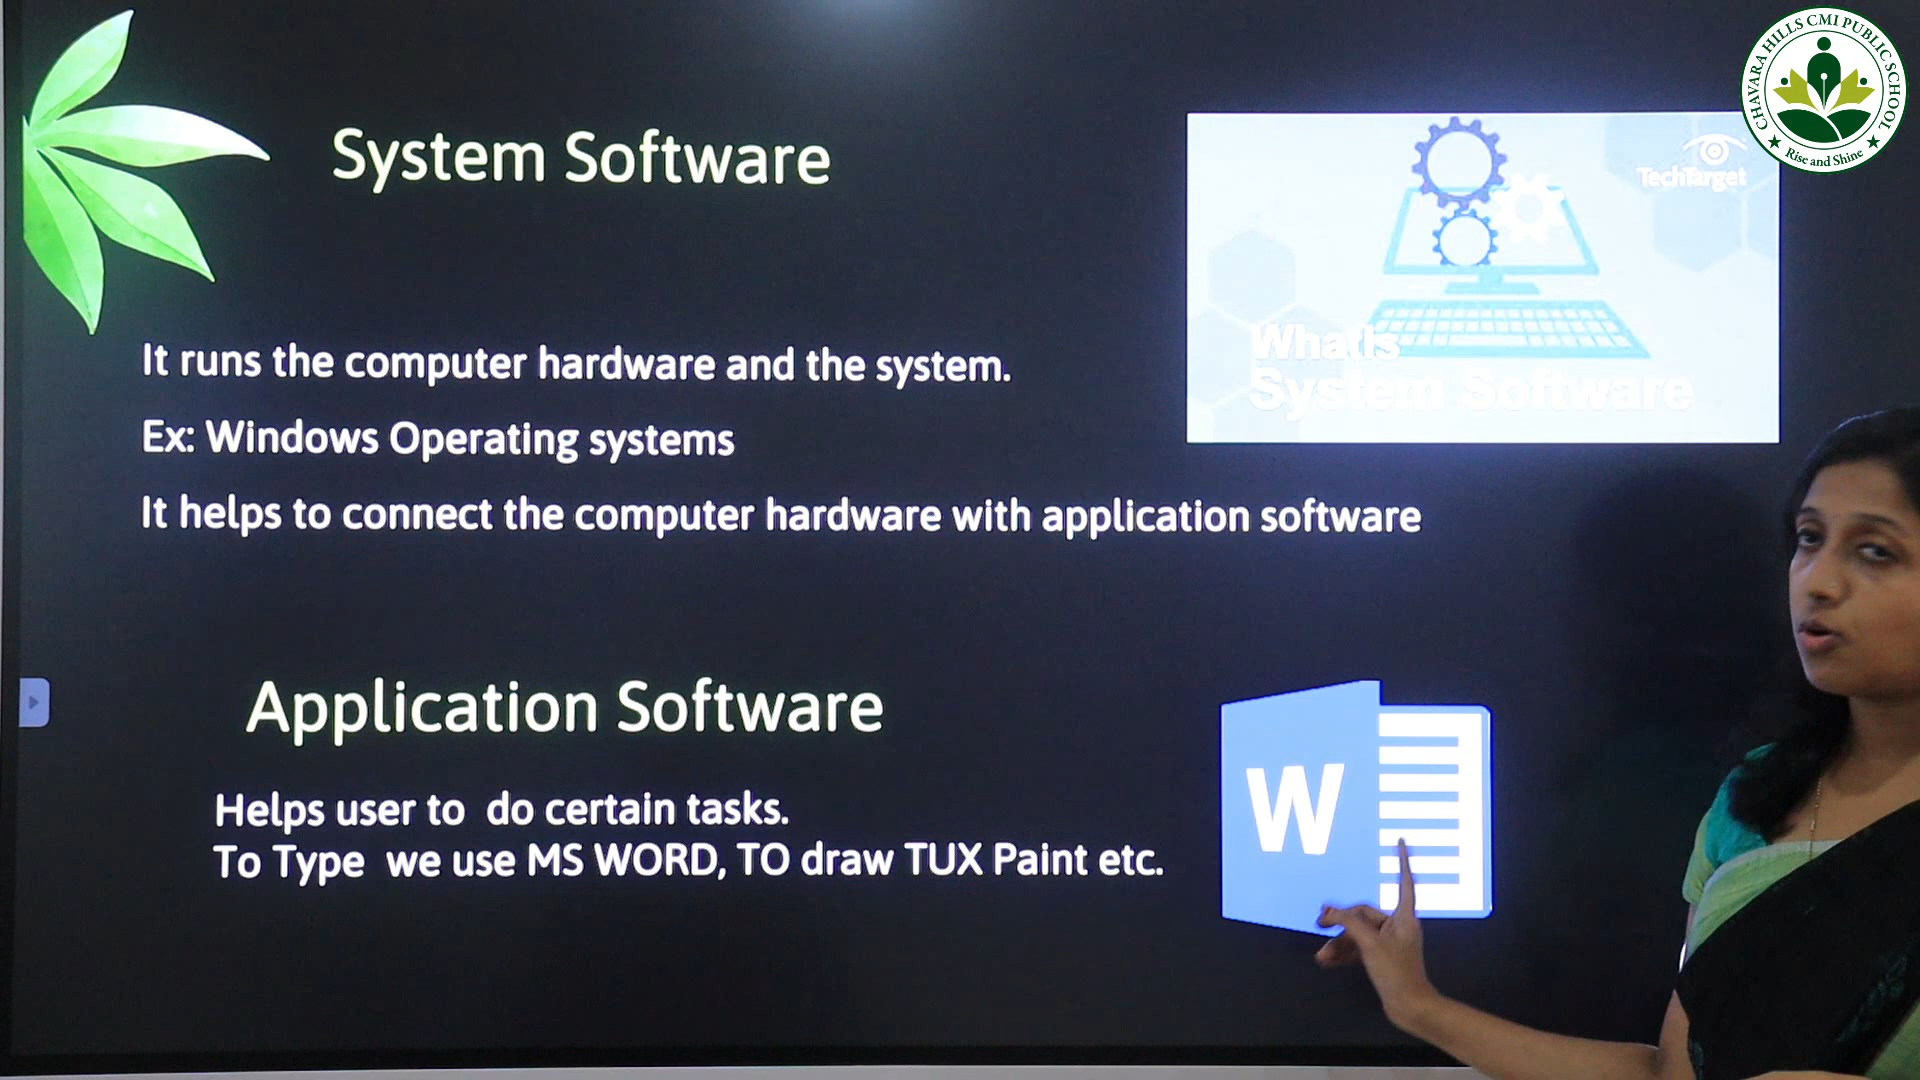 CHAVARA HILLS CMI PUBLIC SCHOOL
Rise and Shine
System Software
TechTarget
WhatIs
System Software
It runs the computer hardware and the system.
Ex: Windows Operating systems
It helps to connect the computer hardware with application software
Application Software
W
Helps user to do certain tasks.
To Type we use MS WORD, TO draw TUX Paint etc.